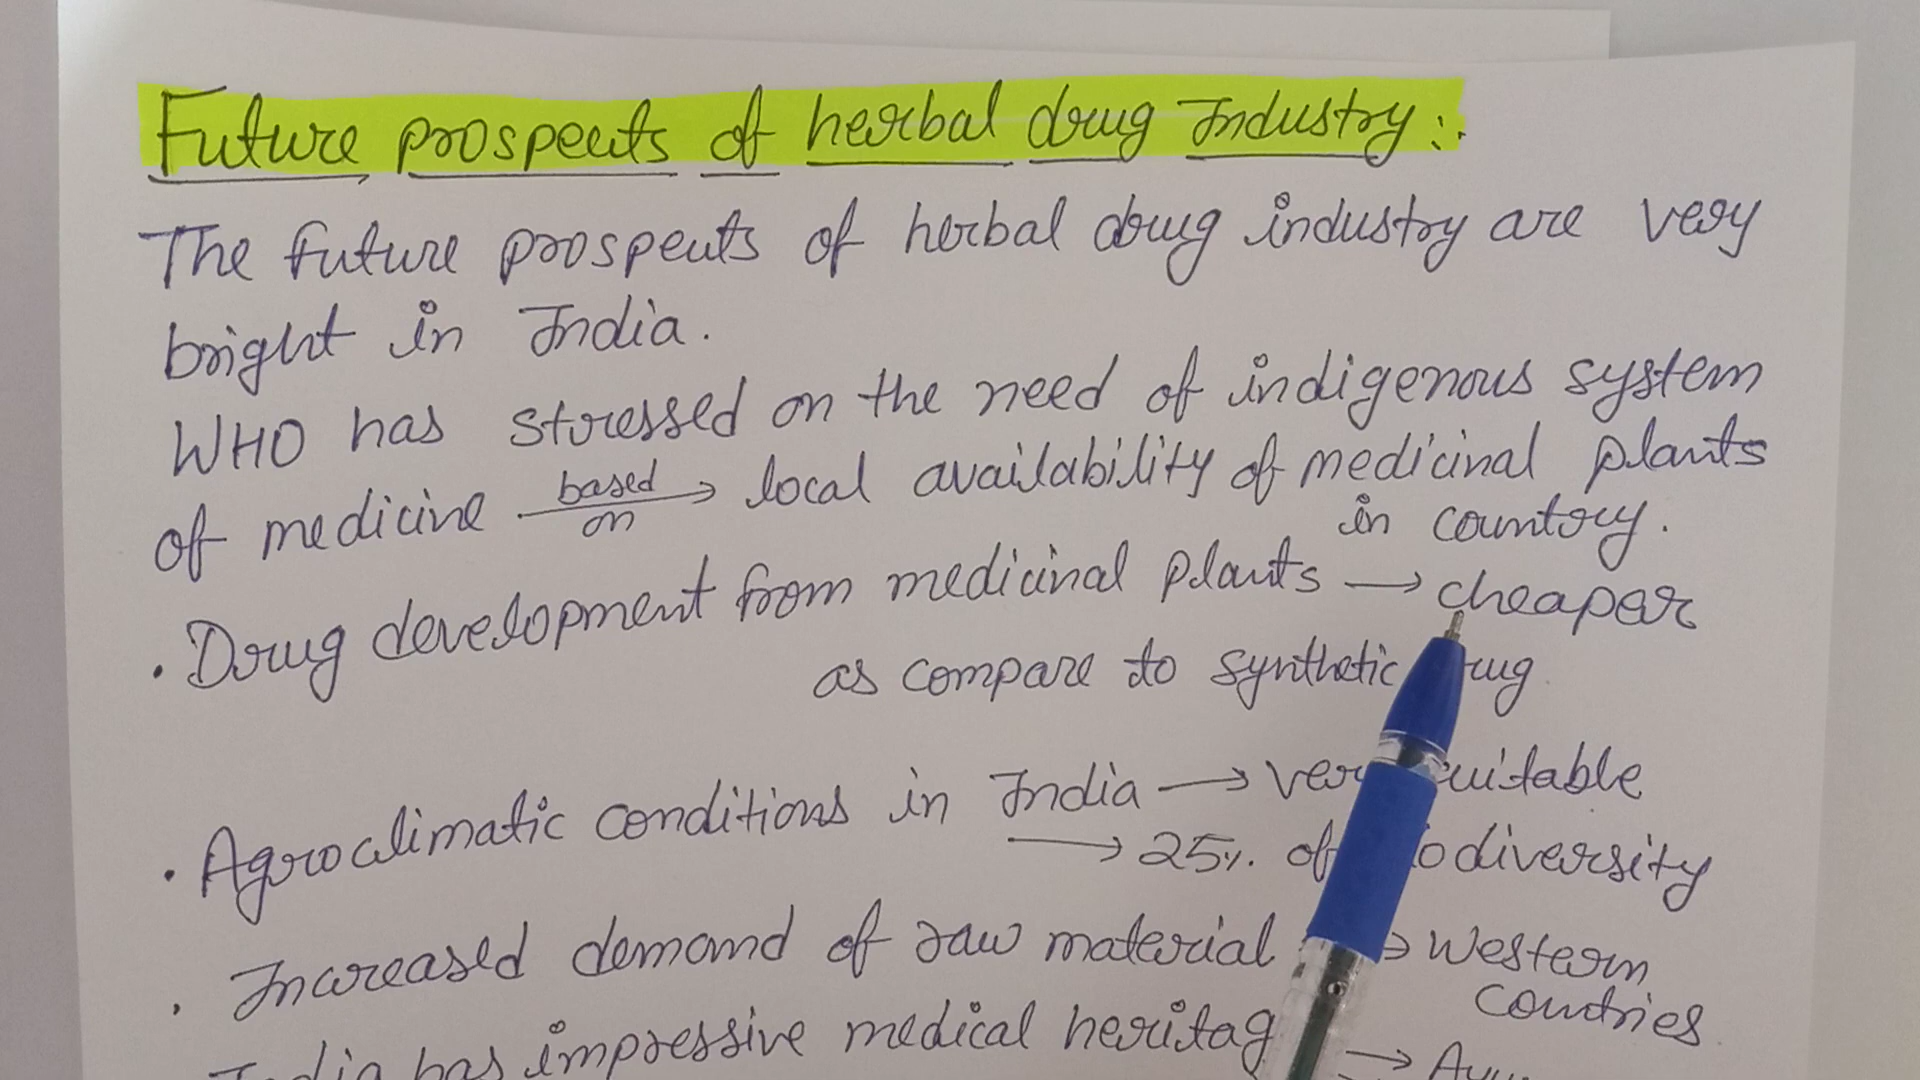 Future prospects of herbal drug Industry :-
The future prospects of herbal drug industry are very
bright in India.
WHO has stressed on the need of indigenous system
of medicine based on → local availability of medicinal plants
in country.
• Drug development from medicinal plants → cheaper
as compare to synthetic
• Agroclimatic conditions in India →
→ 25% of
• Increased demand of raw material → Western
Countries
India has impressive medical →